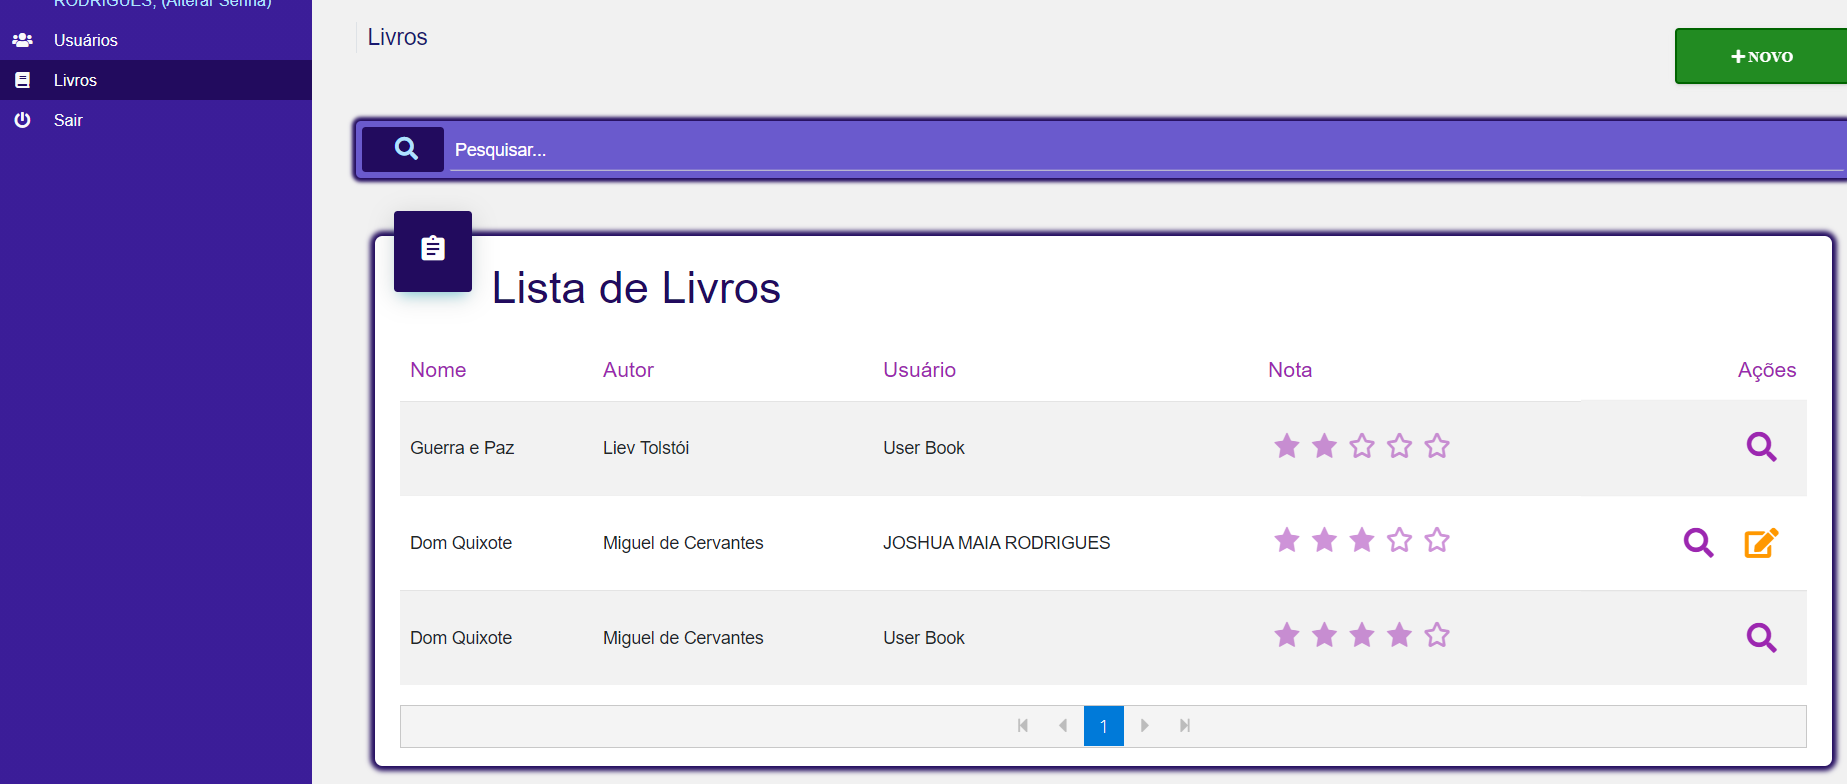 RODRIGUES, (Alterar Senha)
Usuários
Livros
Sair
Livros
NOVO
Pesquisar...
Lista de Livros
Nome Autor Usuário Nota Ações
Guerra e Paz Liev Tolstói User Book
Dom Quixote Miguel de Cervantes JOSHUA MAIA RODRIGUES
Dom Quixote Miguel de Cervantes User Book
1